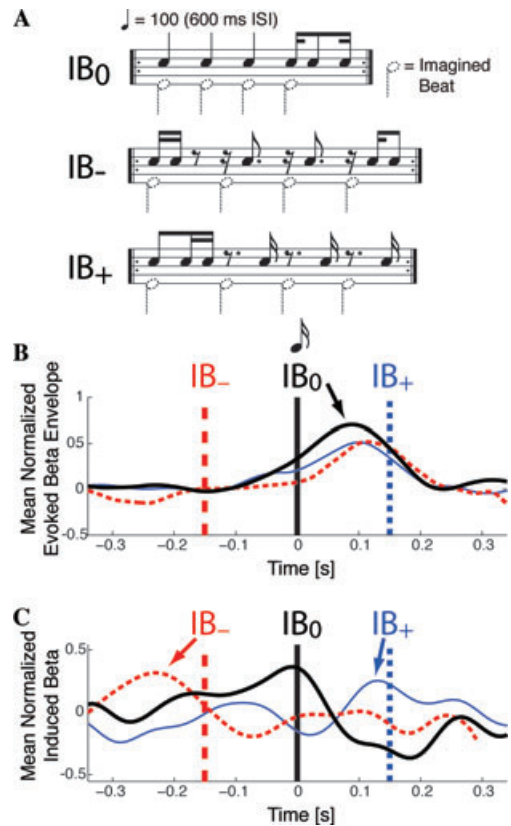 A
♩ = 100 (600 ms ISI)
IB0
= Imagined
Beat
IB-
IB+
B
IB- IB0 IB+
Mean Normalized
Evoked Beta Envelope
1
0.5
0
-0.5
−0.3 −0.2 −0.1 0 0.1 0.2 0.3
Time [s]
C
IB- IB0 IB+
Mean Normalized
Induced Beta
0.5
0
-0.5
−0.3 −0.2 −0.1 0 0.1 0.2 0.3
Time [s]